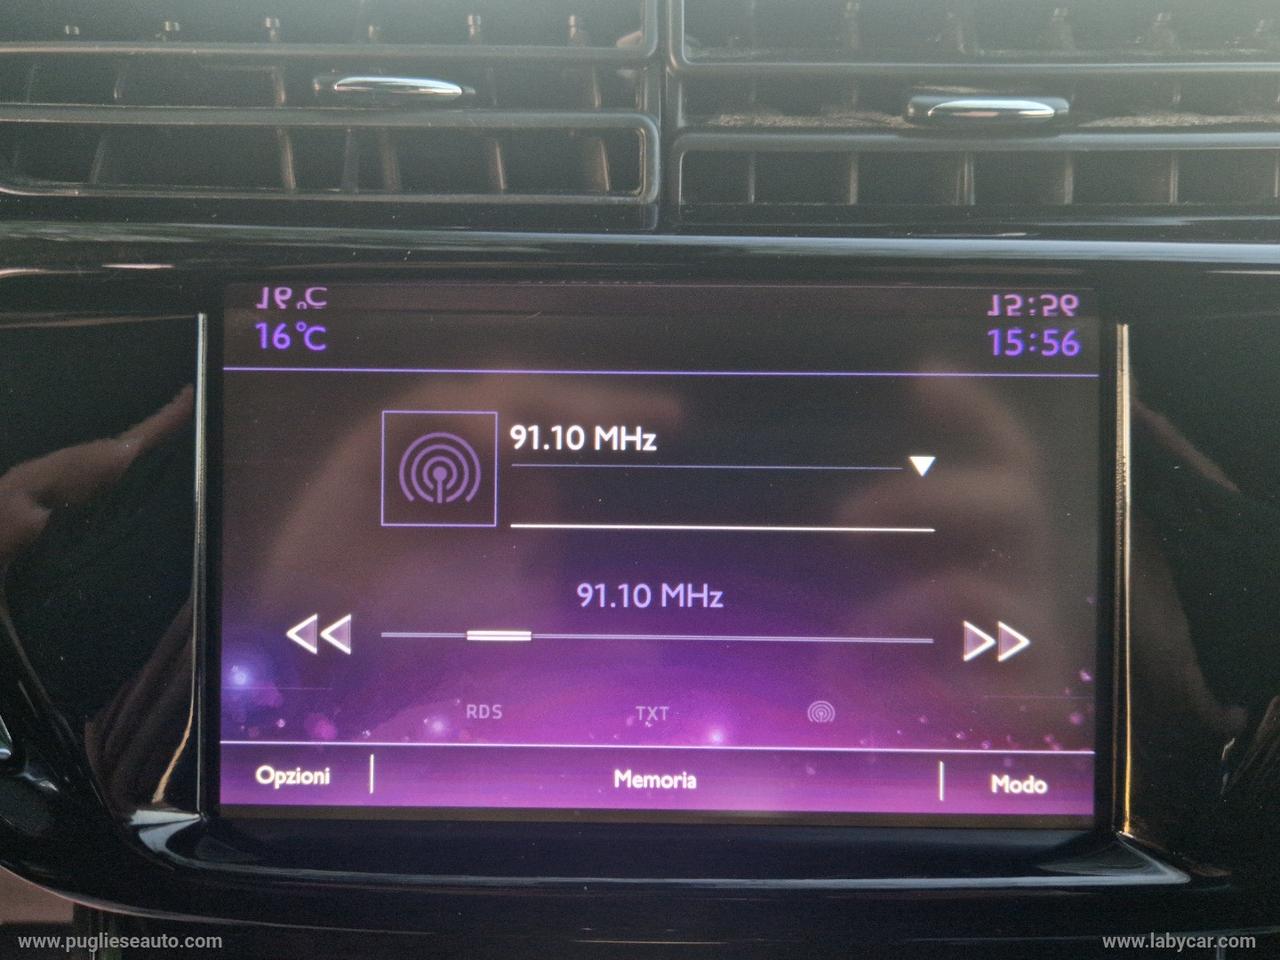 16°C
15:56
91.10 MHz
91.10 MHz
RDS
TXT
Opzioni
Memoria
Modo
www.puglieseauto.com
www.labycar.com